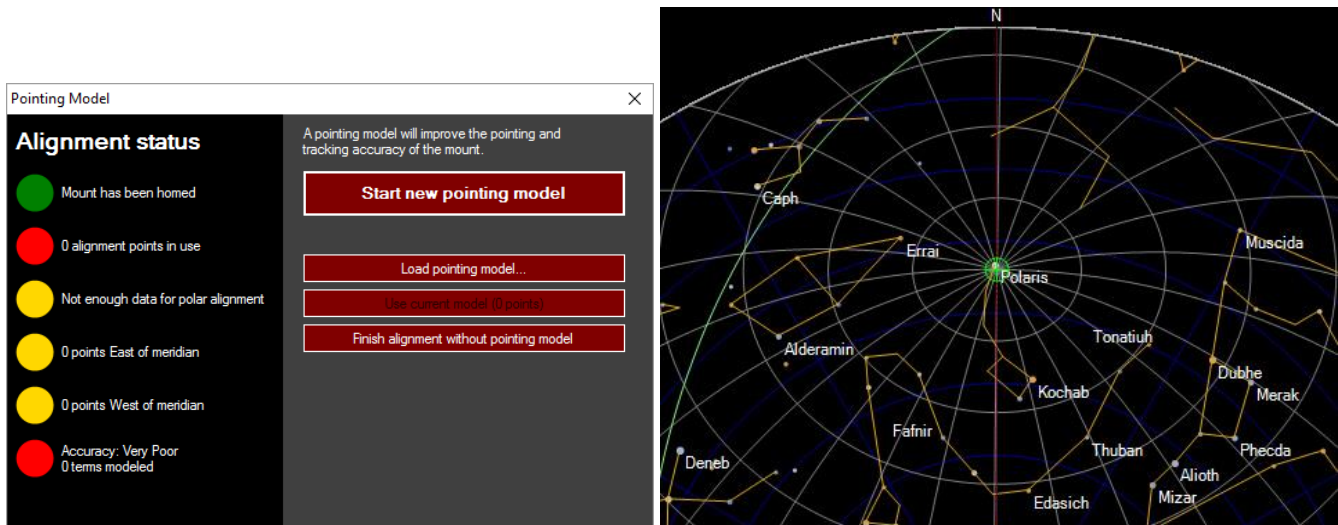 Pointing Model
Alignment status
Mount has been homed
0 alignment points in use
Not enough data for polar alignment
0 points East of meridian
0 points West of meridian
Accuracy: Very Poor
0 terms modeled
A pointing model will improve the pointing and
tracking accuracy of the mount.
Start new pointing model
Load pointing model...
Use current model (0 points)
Finish alignment without pointing model
N
Caph
Errai
Muscida
Polaris
Alderamin
Tonatiuh
Dubhe
Kochab
Merak
Fafnir
Deneb
Thuban
Phecda
Alioth
Mizar
Edasich